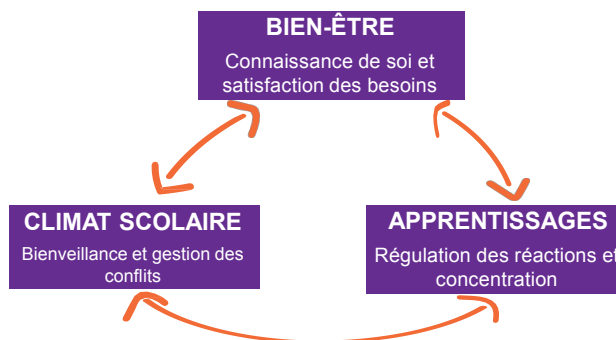 BIEN-ÊTRE
Connaissance de soi et
satisfaction des besoins
CLIMAT SCOLAIRE
Bienveillance et gestion des
conflits
APPRENTISSAGES
Régulation des réactions et
concentration